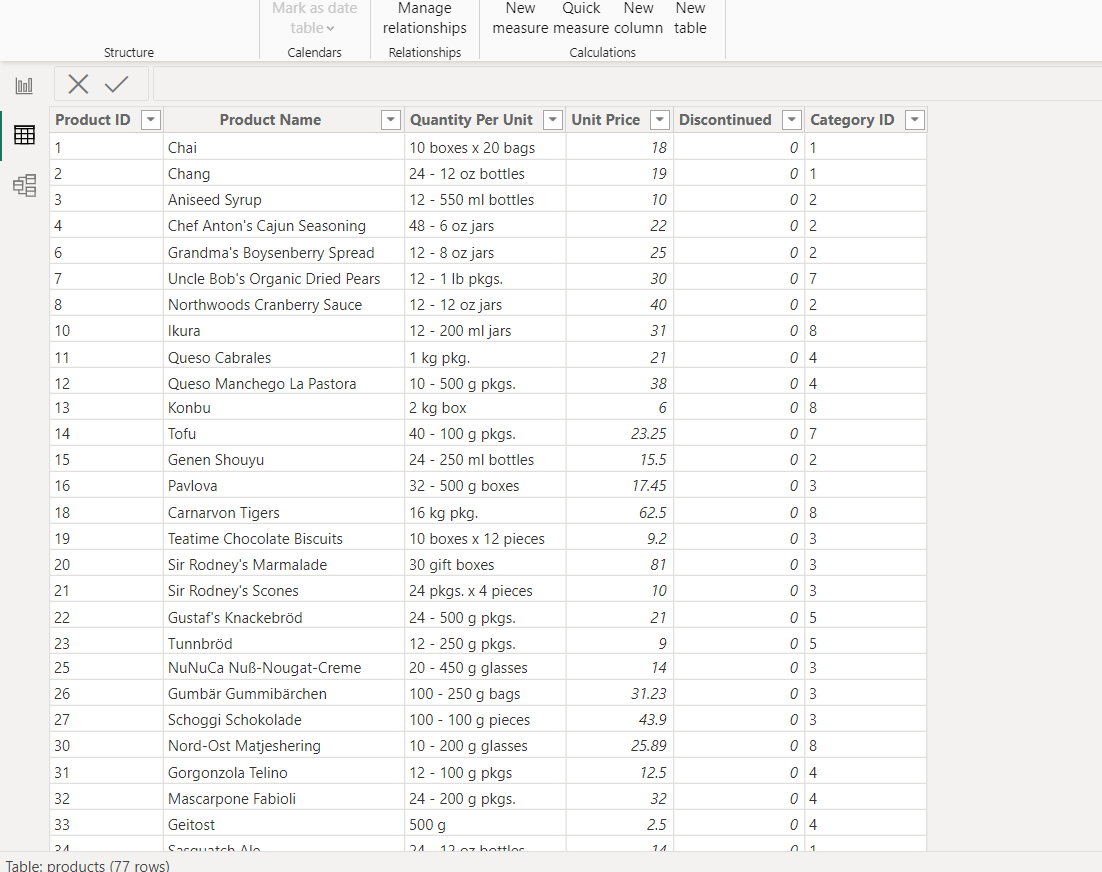 Mark as date Manage New Quick New New
table relationships measure measure column table
Structure Calendars Relationships Calculations
Product ID Product Name Quantity Per Unit Unit Price Discontinued Category ID
1 Chai 10 boxes x 20 bags 18 0 1
2 Chang 24 - 12 oz bottles 19 0 1
3 Aniseed Syrup 12 - 550 ml bottles 10 0 2
4 Chef Anton's Cajun Seasoning 48 - 6 oz jars 22 0 2
6 Grandma's Boysenberry Spread 12 - 8 oz jars 25 0 2
7 Uncle Bob's Organic Dried Pears 12 - 1 lb pkgs. 30 0 7
8 Northwoods Cranberry Sauce 12 - 12 oz jars 40 0 2
10 Ikura 12 - 200 ml jars 31 0 8
11 Queso Cabrales 1 kg pkg. 21 0 4
12 Queso Manchego La Pastora 10 - 500 g pkgs. 38 0 4
13 Konbu 2 kg box 6 0 8
14 Tofu 40 - 100 g pkgs. 23.25 0 7
15 Genen Shouyu 24 - 250 ml bottles 15.5 0 2
16 Pavlova 32 - 500 g boxes 17.45 0 3
18 Carnarvon Tigers 16 kg pkg. 62.5 0 8
19 Teatime Chocolate Biscuits 10 boxes x 12 pieces 9.2 0 3
20 Sir Rodney's Marmalade 30 gift boxes 81 0 3
21 Sir Rodney's Scones 24 pkgs. x 4 pieces 10 0 3
22 Gustaf's Knackebröd 24 - 500 g pkgs. 21 0 5
23 Tunnbröd 12 - 250 g pkgs. 9 0 5
25 NuNuCa Nuß-Nougat-Creme 20 - 450 g glasses 14 0 3
26 Gumbär Gummibärchen 100 - 250 g bags 31.23 0 3
27 Schoggi Schokolade 100 - 100 g pieces 43.9 0 3
30 Nord-Ost Matjeshering 10 - 200 g glasses 25.89 0 8
31 Gorgonzola Telino 12 - 100 g pkgs 12.5 0 4
32 Mascarpone Fabioli 24 - 200 g pkgs. 32 0 4
33 Geitost 500 g 2.5 0 4
34 Sasquatch Ale 24 - 12 oz bottles 14 0 1
Table: products (77 rows)